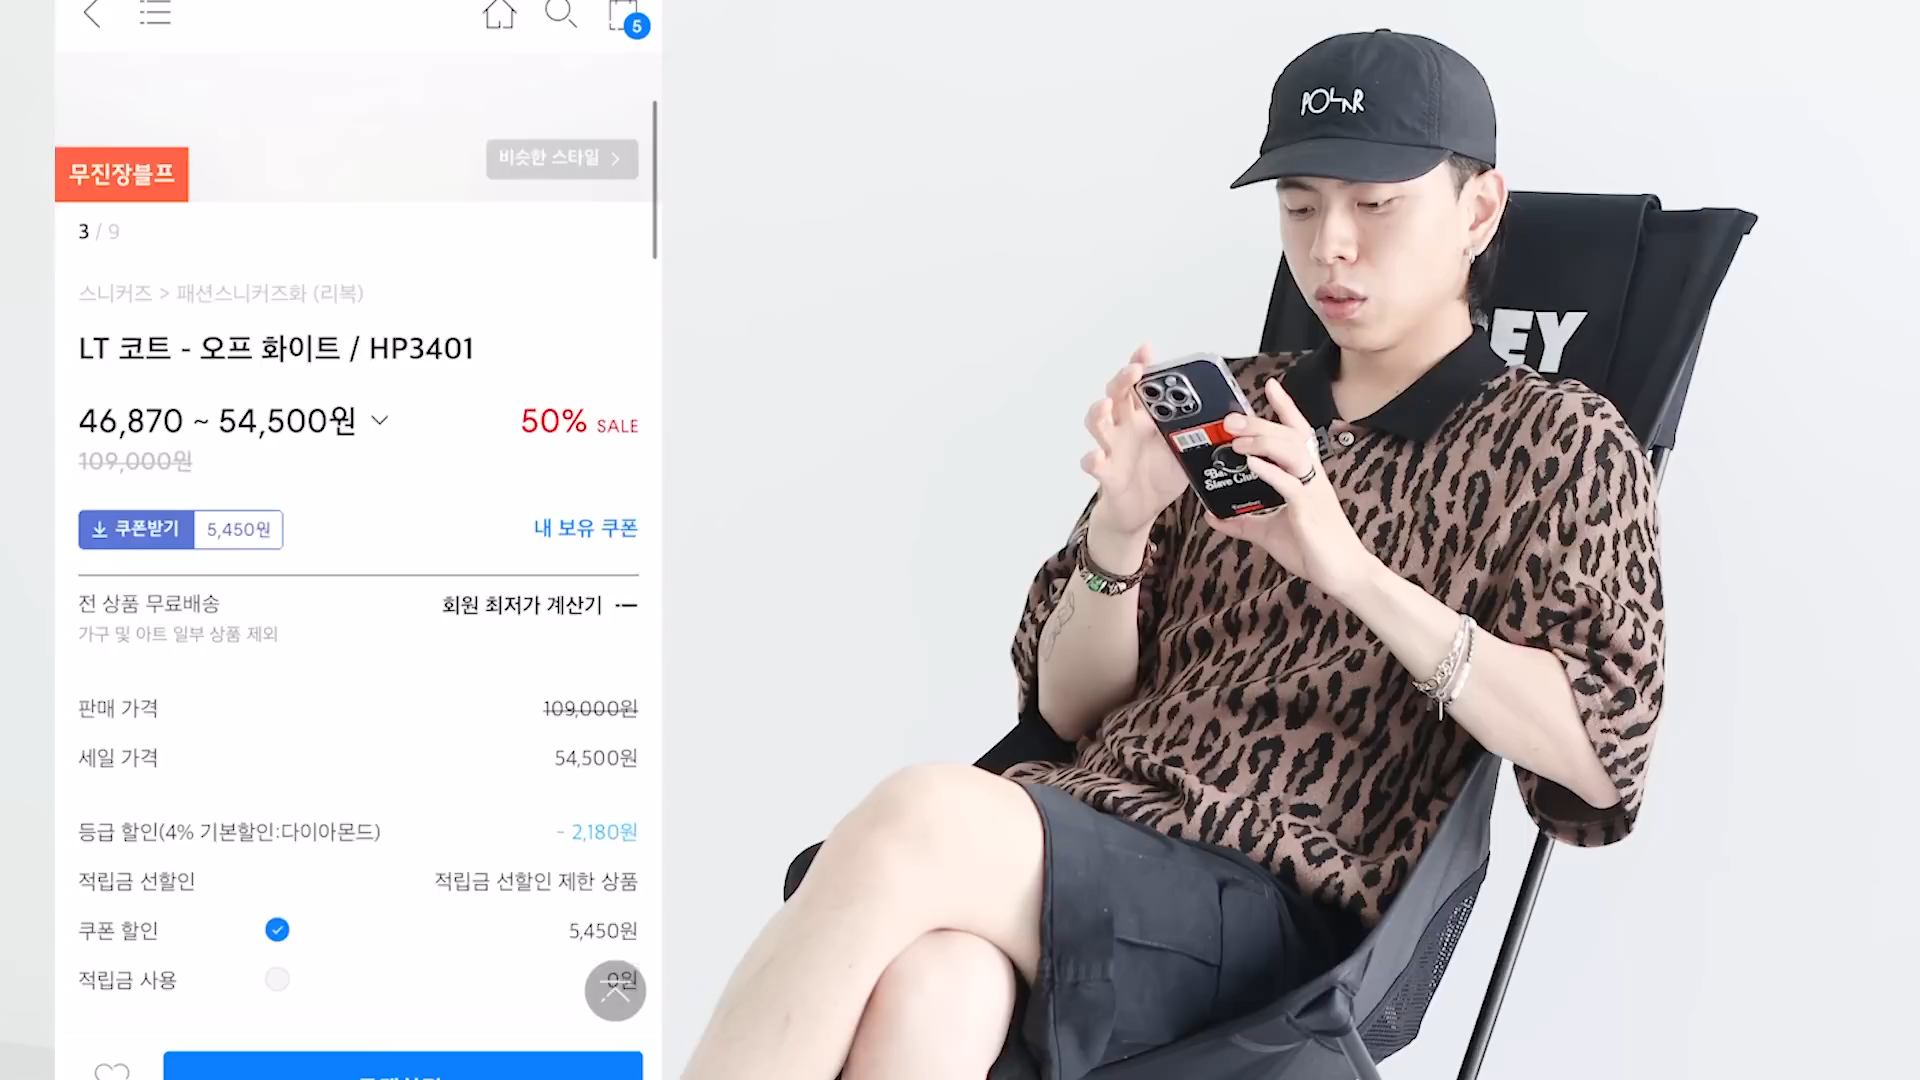 5
비슷한 스타일 >
무진장블프
3 / 9
스니커즈 > 패션스니커즈화 (리복)
LT 코트 - 오프 화이트 / HP3401
46,870 ~ 54,500원
50% SALE
109,000원
쿠폰받기 5,450원
내 보유 쿠폰
전 상품 무료배송
회원 최저가 계산기
가구 및 아트 일부 상품 제외
판매 가격 109,000원
세일 가격 54,500원
등급 할인(4% 기본할인:다이아몬드) - 2,180원
적립금 선할인 적립금 선할인 제한 상품
쿠폰 할인 5,450원
적립금 사용 0원
POLAR
EY
Slave Club